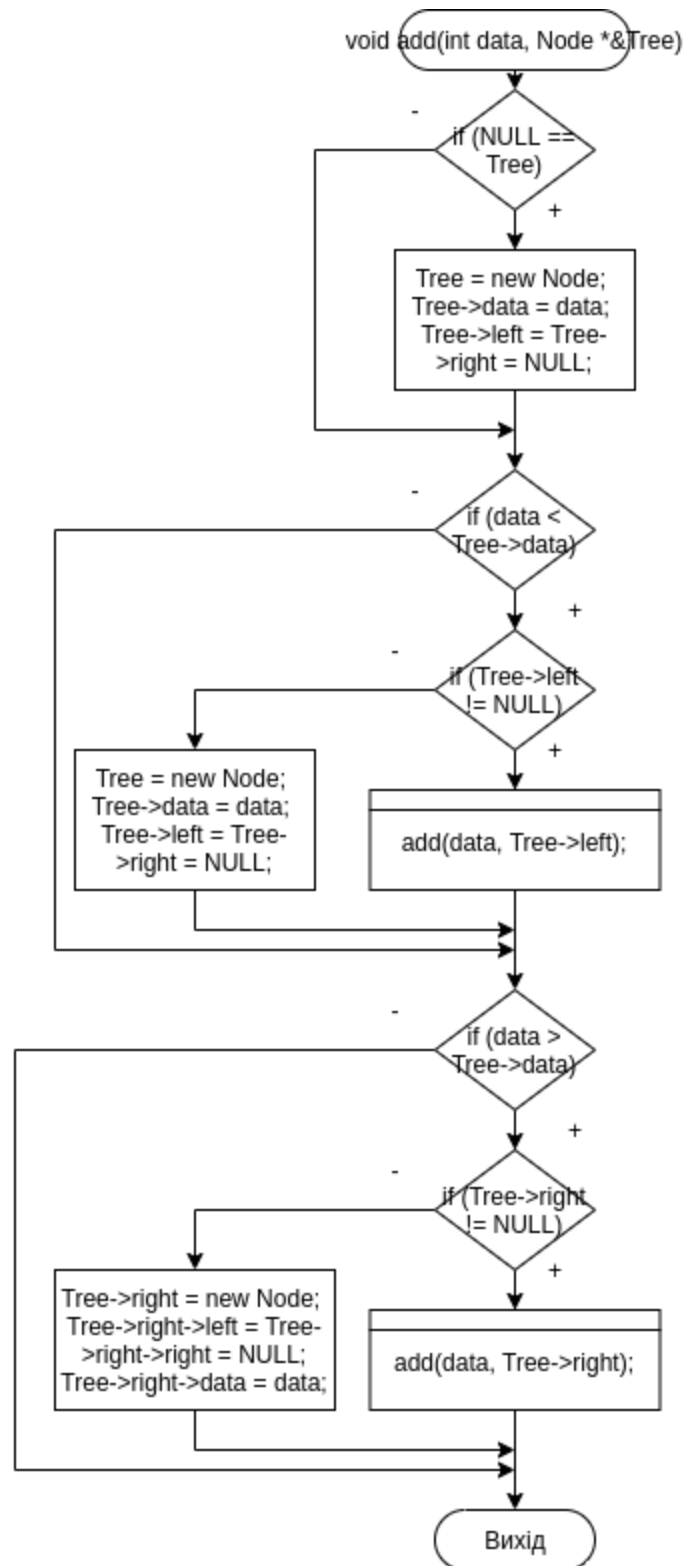 void add(int data, Node *&Tree)
-
if (NULL ==
Tree)
+
Tree = new Node;
Tree->data = data;
Tree->left = Tree-
>right = NULL;
-
if (data <
Tree->data)
+
-
if (Tree->left
!= NULL)
+
Tree = new Node;
Tree->data = data;
Tree->left = Tree-
>right = NULL;
add(data, Tree->left);
-
if (data >
Tree->data)
+
-
if (Tree->right
!= NULL)
+
Tree->right = new Node;
Tree->right->left = Tree-
>right->right = NULL;
Tree->right->data = data;
add(data, Tree->right);
Вихід